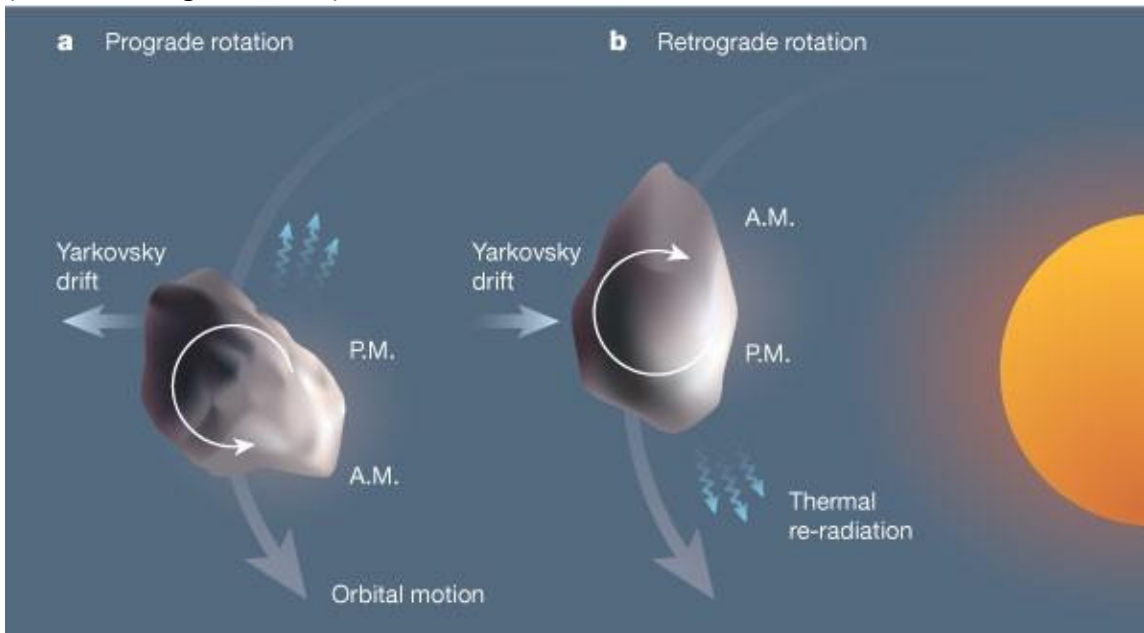 a Prograde rotation
b Retrograde rotation
Yarkovsky
drift
P.M.
A.M.
Orbital motion
Yarkovsky
drift
A.M.
P.M.
Thermal
re-radiation